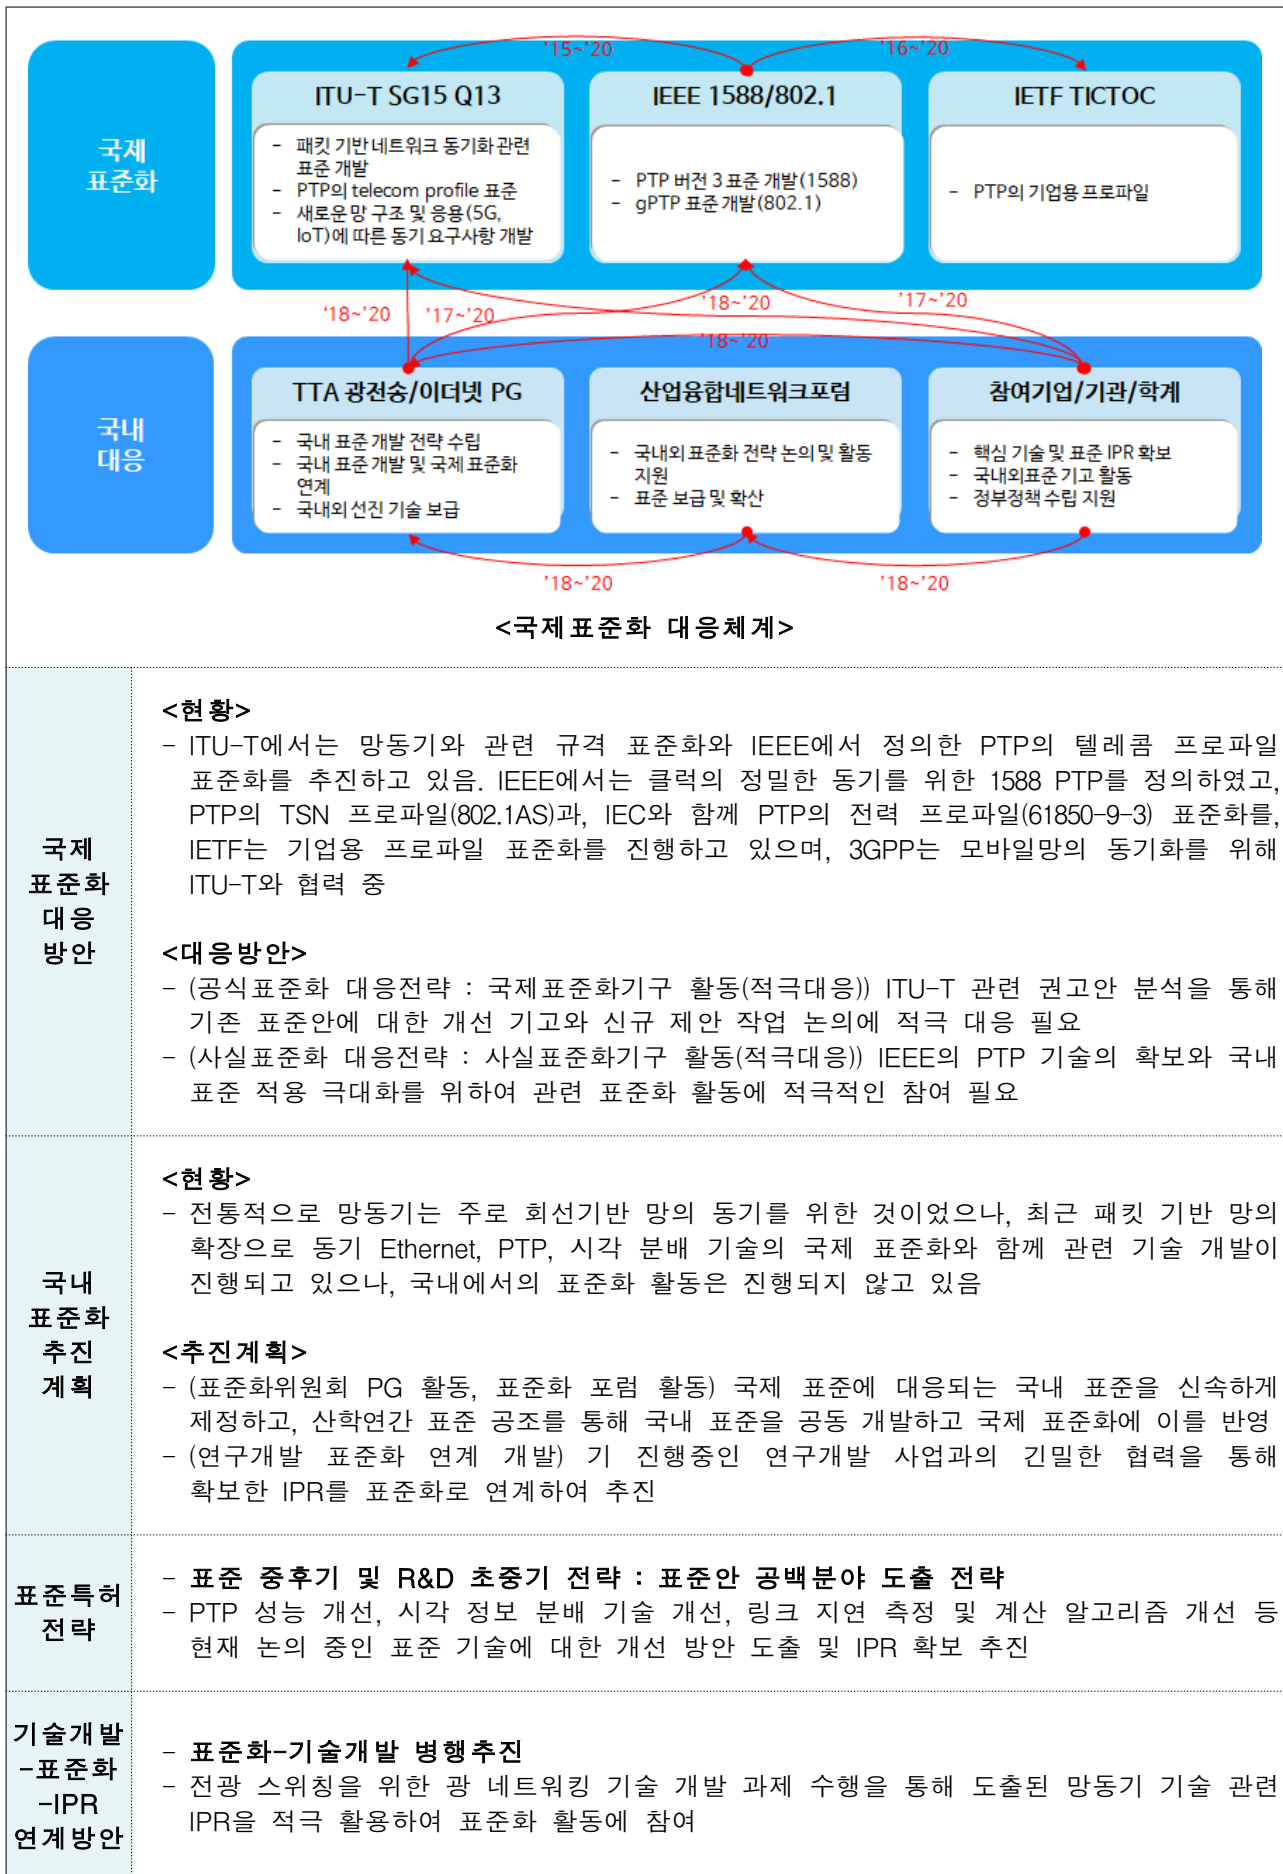 '15~'20
'16~'20
국제
표준화
ITU-T SG15 Q13
- 패킷 기반 네트워크 동기화 관련
표준 개발
- PTP의 telecom profile 표준
- 새로운 망 구조 및 응용(5G,
IoT)에 따른 동기 요구사항 개발
IEEE 1588/802.1
- PTP 버전 3 표준 개발(1588)
- gPTP 표준 개발(802.1)
IETF TICTOC
- PTP의 기업용 프로파일
'18~'20
'17~'20
'18~'20
'17~'20
'18~'20
국내
대응
TTA 광전송/이더넷 PG
- 국내 표준 개발 전략 수립
- 국내 표준 개발 및 국제 표준화
연계
- 국내외 선진 기술 보급
산업융합네트워크포럼
- 국내외 표준화 전략 논의 및 활동
지원
- 표준 보급 및 확산
참여기업/기관/학계
- 핵심 기술 및 표준 IPR 확보
- 국내외표준 기고 활동
- 정부정책 수립 지원
'18~'20
'18~'20
<국제표준화 대응체계>
국제
표준화
대응
방안
<현황>
- ITU-T에서는 망동기와 관련 규격 표준화와 IEEE에서 정의한 PTP의 텔레콤 프로파일
표준화를 추진하고 있음. IEEE에서는 클럭의 정밀한 동기를 위한 1588 PTP를 정의하였고,
PTP의 TSN 프로파일(802.1AS)과, IEC와 함께 PTP의 전력 프로파일(61850-9-3) 표준화를,
IETF는 기업용 프로파일 표준화를 진행하고 있으며, 3GPP는 모바일망의 동기화를 위해
ITU-T와 협력 중
<대응방안>
- (공식표준화 대응전략 : 국제표준화기구 활동(적극대응)) ITU-T 관련 권고안 분석을 통해
기존 표준안에 대한 개선 기고와 신규 제안 작업 논의에 적극 대응 필요
- (사실표준화 대응전략 : 사실표준화기구 활동(적극대응)) IEEE의 PTP 기술의 확보와 국내
표준 적용 극대화를 위하여 관련 표준화 활동에 적극적인 참여 필요
국내
표준화
추진
계획
<현황>
- 전통적으로 망동기는 주로 회선기반 망의 동기를 위한 것이었으나, 최근 패킷 기반 망의
확장으로 동기 Ethernet, PTP, 시각 분배 기술의 국제 표준화와 함께 관련 기술 개발이
진행되고 있으나, 국내에서의 표준화 활동은 진행되지 않고 있음
<추진계획>
- (표준화위원회 PG 활동, 표준화 포럼 활동) 국제 표준에 대응되는 국내 표준을 신속하게
제정하고, 산학연간 표준 공조를 통해 국내 표준을 공동 개발하고 국제 표준화에 이를 반영
- (연구개발 표준화 연계 개발) 기 진행중인 연구개발 사업과의 긴밀한 협력을 통해
확보한 IPR를 표준화로 연계하여 추진
표준특허
전략
- 표준 중후기 및 R&D 초중기 전략 : 표준안 공백분야 도출 전략
- PTP 성능 개선, 시각 정보 분배 기술 개선, 링크 지연 측정 및 계산 알고리즘 개선 등
현재 논의 중인 표준 기술에 대한 개선 방안 도출 및 IPR 확보 추진
기술개발
-표준화
-IPR
연계방안
- 표준화-기술개발 병행추진
- 전광 스위칭을 위한 광 네트워킹 기술 개발 과제 수행을 통해 도출된 망동기 기술 관련
IPR을 적극 활용하여 표준화 활동에 참여